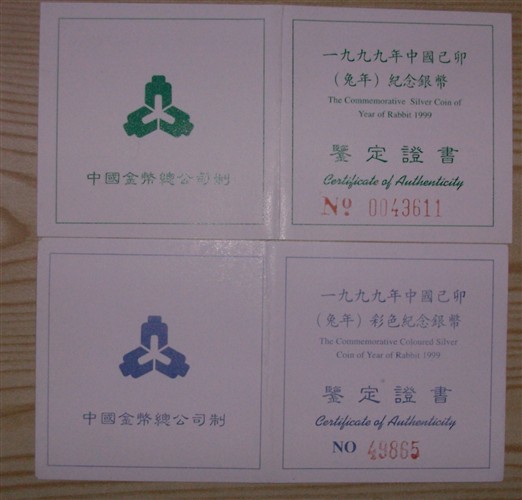 中國金幣總公司制
一九九九年中國己卯
（兔年）紀念銀幣
The Commemorative Silver Coin of
Year of Rabbit 1999
鑒定證書
Certificate of Authenticity
Nº 0043611
中國金幣總公司制
一九九九年中國己卯
（兔年）彩色紀念銀幣
The Commemorative Coloured Silver
Coin of Year of Rabbit 1999
鑒定證書
Certificate of Authenticity
NO 49865